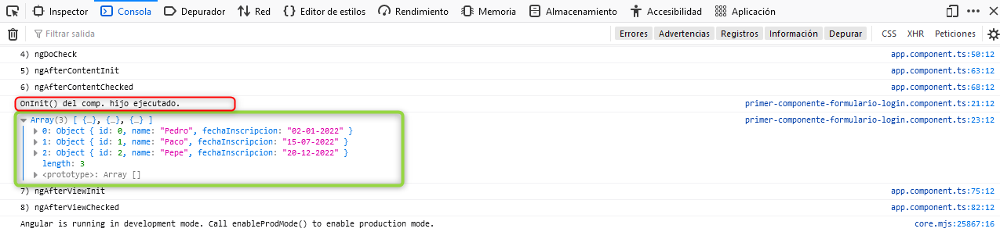 Inspector Consola Depurador Red Editor de estilos Rendimiento Memoria Almacenamiento Accesibilidad Aplicación
Filtrar salida Errores Advertencias Registros Información Depurar CSS XHR Peticiones
4) ngDoCheck app.component.ts:50:12
5) ngAfterContentInit app.component.ts:63:12
6) ngAfterContentChecked app.component.ts:68:12
OnInit() del comp. hijo ejecutado. primer-componente-formulario-login.component.ts:21:12
Array(3) [ {…}, {…}, {…} ] primer-componente-formulario-login.component.ts:23:12
0: Object { id: 0, name: "Pedro", fechaInscripcion: "02-01-2022" }
1: Object { id: 1, name: "Paco", fechaInscripcion: "15-07-2022" }
2: Object { id: 2, name: "Pepe", fechaInscripcion: "20-12-2022" }
length: 3
<prototype>: Array []
7) ngAfterViewInit app.component.ts:75:12
8) ngAfterViewChecked app.component.ts:82:12
Angular is running in development mode. Call enableProdMode() to enable production mode. core.mjs:25867:16